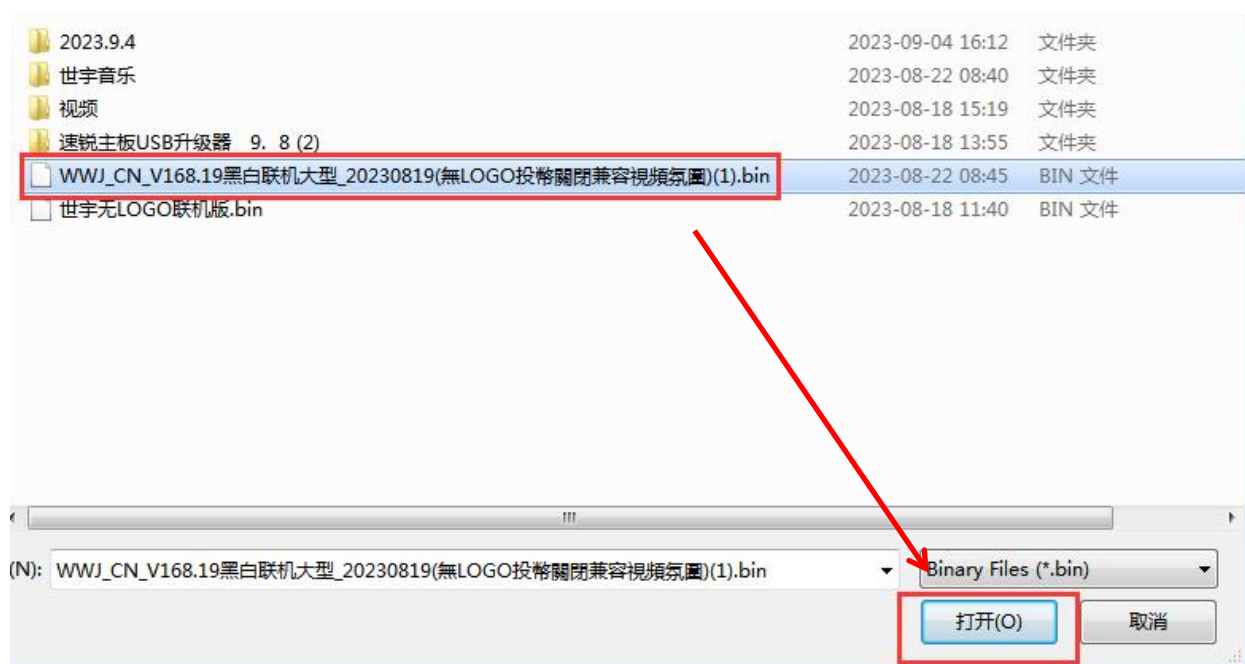 2023.9.4 2023-09-04 16:12 文件夹
世宇音乐 2023-08-22 08:40 文件夹
视频 2023-08-18 15:19 文件夹
速锐主板USB升级器 9. 8 (2) 2023-08-18 13:55 文件夹
WWJ_CN_V168.19黑白联机大型_20230819(無LOGO投幣關閉兼容視頻氛圍)(1).bin 2023-08-22 08:45 BIN 文件
世宇无LOGO联机版.bin 2023-08-18 11:40 BIN 文件
(N): WWJ_CN_V168.19黑白联机大型_20230819(無LOGO投幣關閉兼容視頻氛圍)(1).bin Binary Files (*.bin)
打开(O) 取消